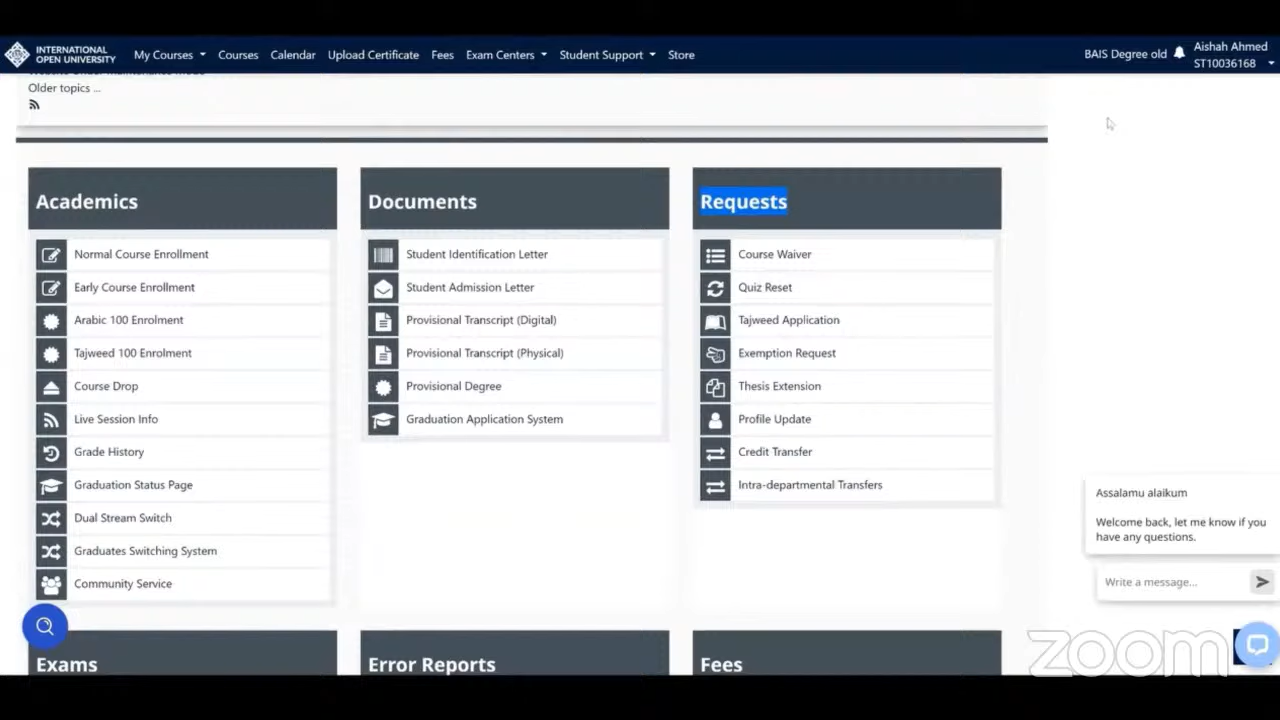 INTERNATIONAL
OPEN UNIVERSITY
My Courses
Courses
Calendar
Upload Certificate
Fees
Exam Centers
Student Support
Store
BAIS Degree old
Aishah Ahmed
ST10036168
Older topics ...
Academics
Normal Course Enrollment
Early Course Enrollment
Arabic 100 Enrolment
Tajweed 100 Enrolment
Course Drop
Live Session Info
Grade History
Graduation Status Page
Dual Stream Switch
Graduates Switching System
Community Service
Documents
Student Identification Letter
Student Admission Letter
Provisional Transcript (Digital)
Provisional Transcript (Physical)
Provisional Degree
Graduation Application System
Requests
Course Waiver
Quiz Reset
Tajweed Application
Exemption Request
Thesis Extension
Profile Update
Credit Transfer
Intra-departmental Transfers
Assalamu alaikum
Welcome back, let me know if you
have any questions.
Write a message...
Exams
Error Reports
Fees
zoom